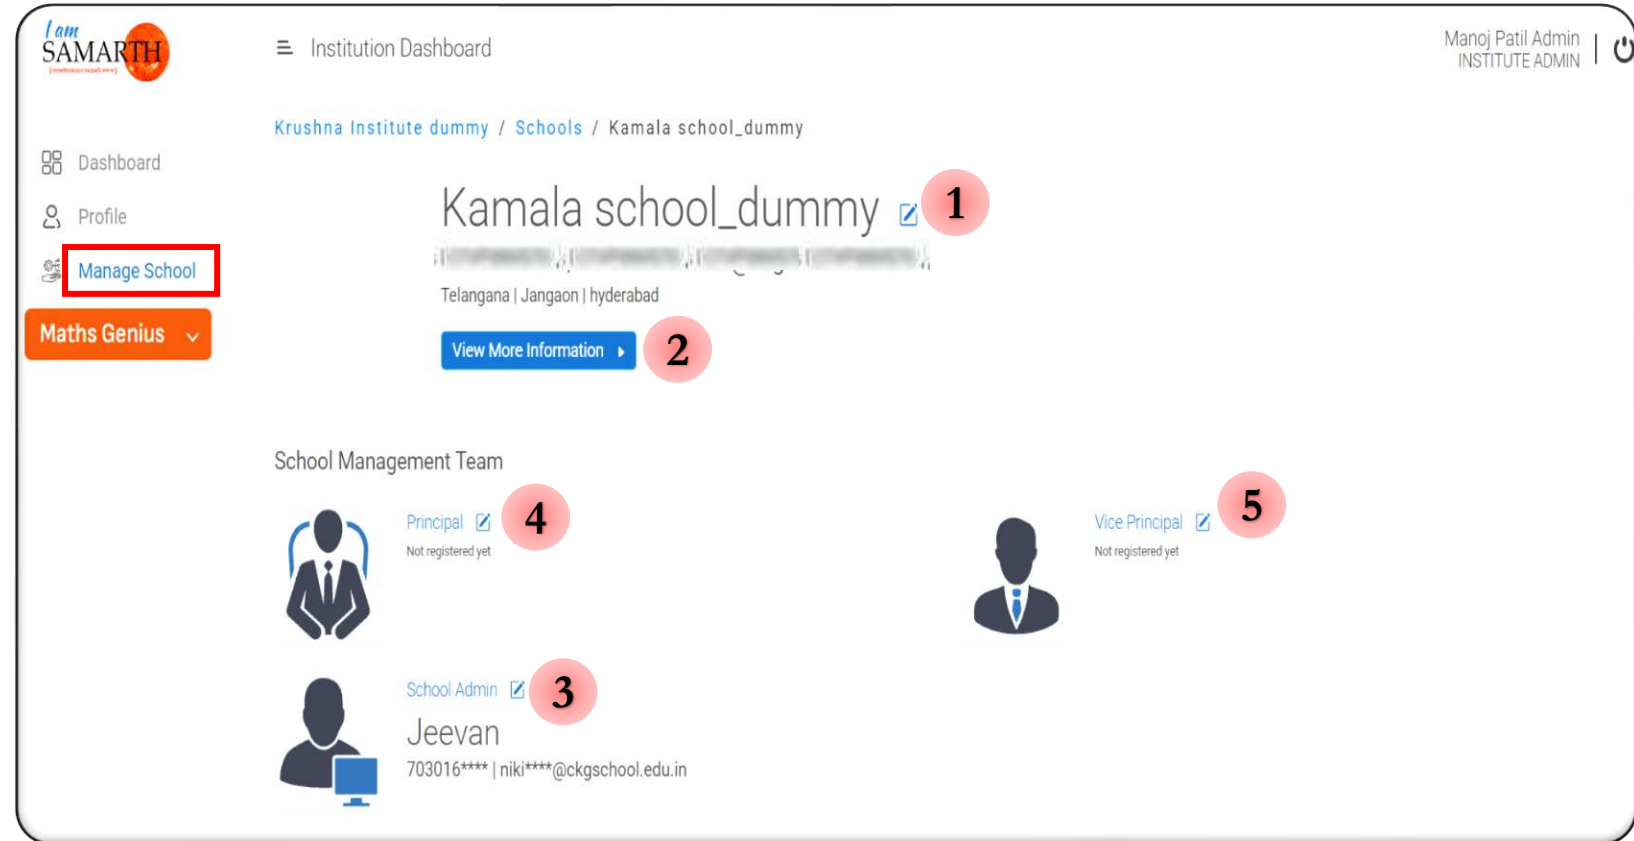 I am
SAMARTH
Institution Dashboard
Manoj Patil Admin
INSTITUTE ADMIN
Krushna Institute dummy / Schools / Kamala school_dummy
Dashboard
Profile
Manage School
Maths Genius
Kamala school_dummy
1
Telangana | Jangaon | hyderabad
View More Information
2
School Management Team
Principal
4
Not registered yet
Vice Principal
5
Not registered yet
School Admin
3
Jeevan
703016**** | niki****@ckgschool.edu.in